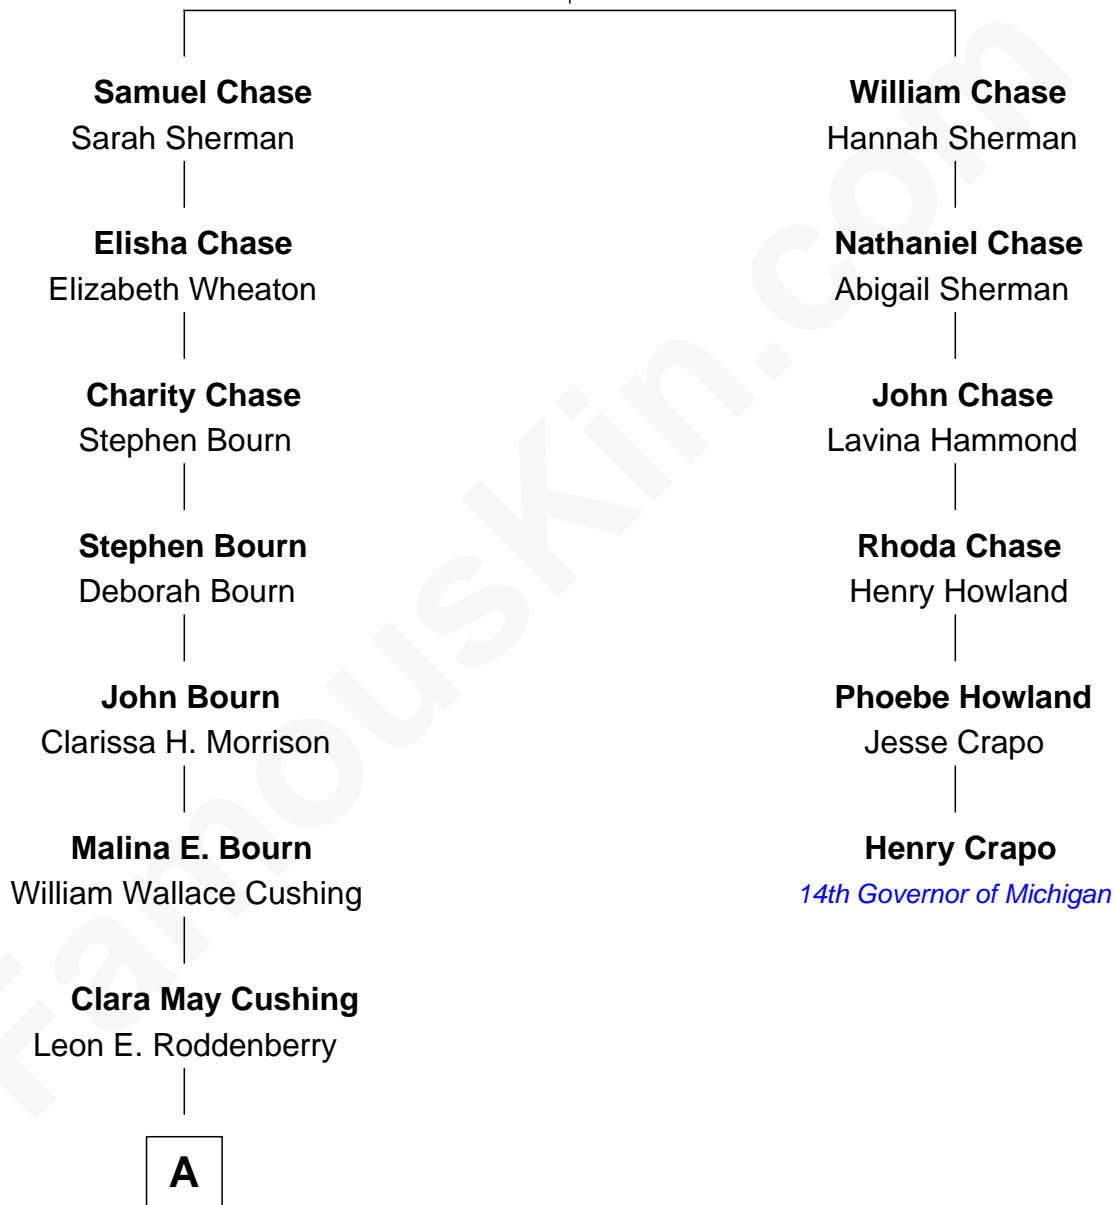 Samuel Chase
Sarah Sherman
Elisha Chase
Elizabeth Wheaton
Charity Chase
Stephen Bourn
Stephen Bourn
Deborah Bourn
John Bourn
Clarissa H. Morrison
Malina E. Bourn
William Wallace Cushing
Clara May Cushing
Leon E. Roddenberry
A
William Chase
Hannah Sherman
Nathaniel Chase
Abigail Sherman
John Chase
Lavina Hammond
Rhoda Chase
Henry Howland
Phoebe Howland
Jesse Crapo
Henry Crapo
14th Governor of Michigan
FamousKin.com